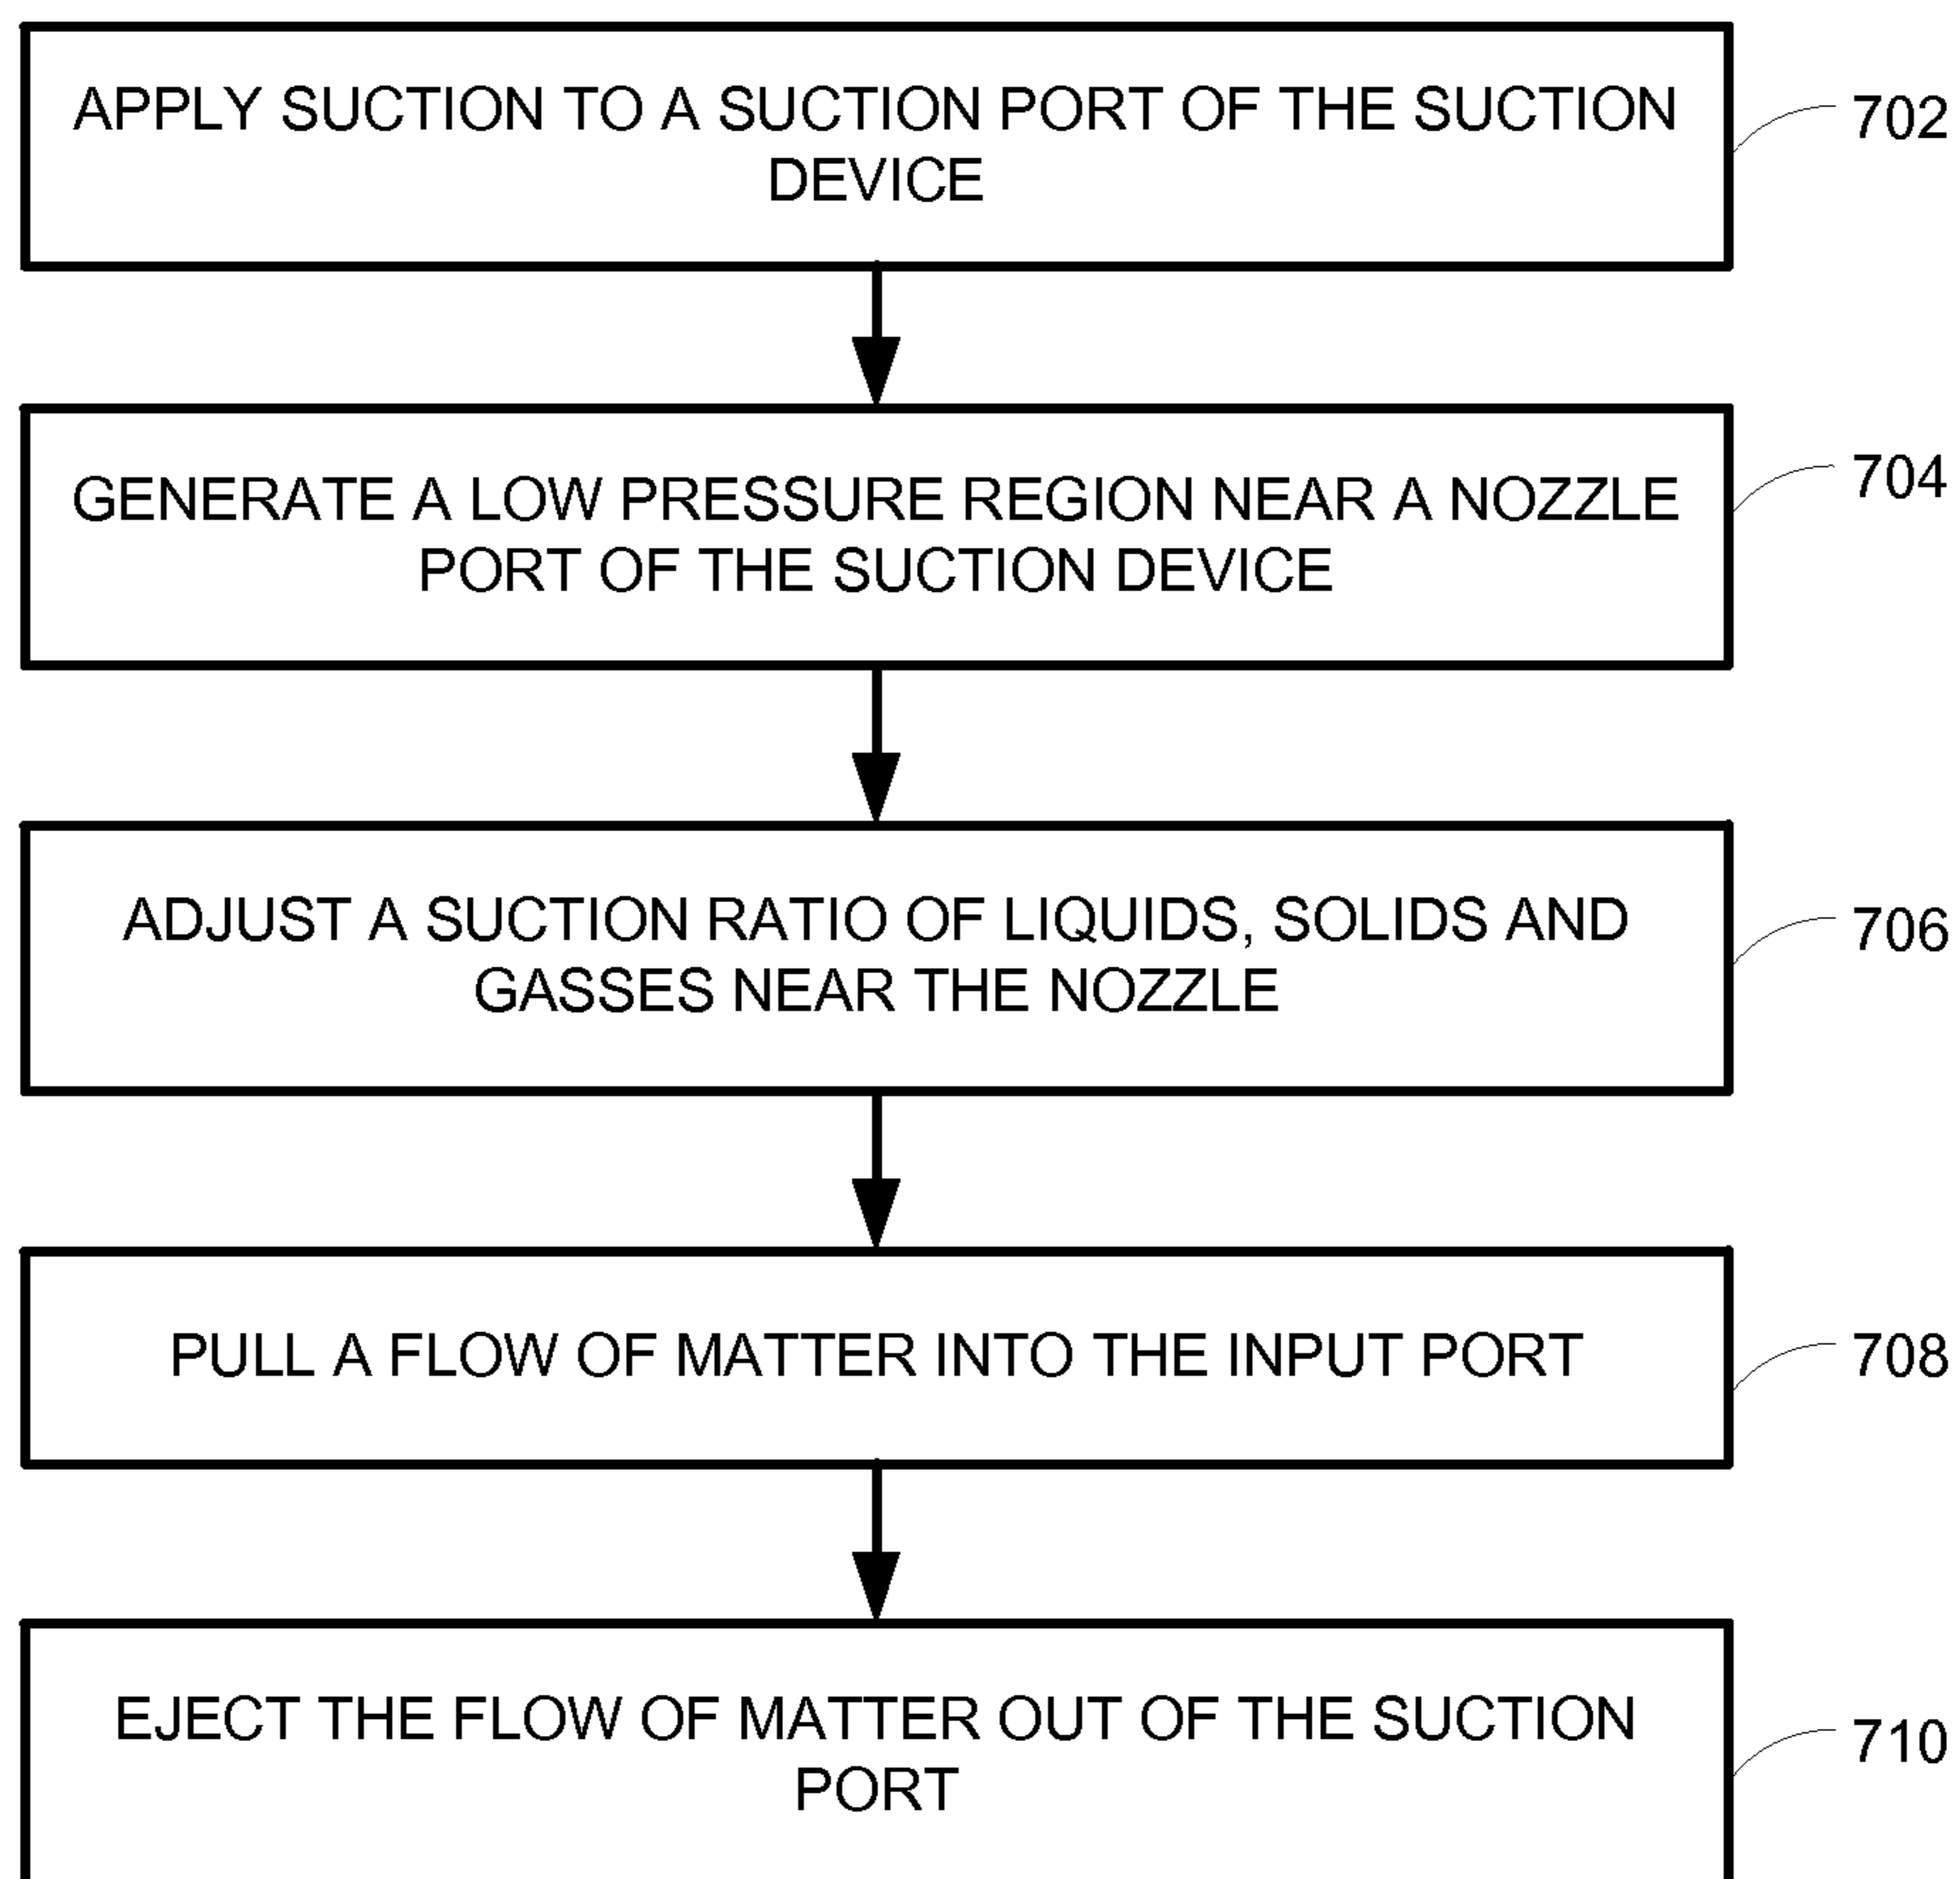 APPLY SUCTION TO A SUCTION PORT OF THE SUCTION
DEVICE
702
GENERATE A LOW PRESSURE REGION NEAR A NOZZLE
PORT OF THE SUCTION DEVICE
704
ADJUST A SUCTION RATIO OF LIQUIDS, SOLIDS AND
GASSES NEAR THE NOZZLE
706
PULL A FLOW OF MATTER INTO THE INPUT PORT
708
EJECT THE FLOW OF MATTER OUT OF THE SUCTION
PORT
710